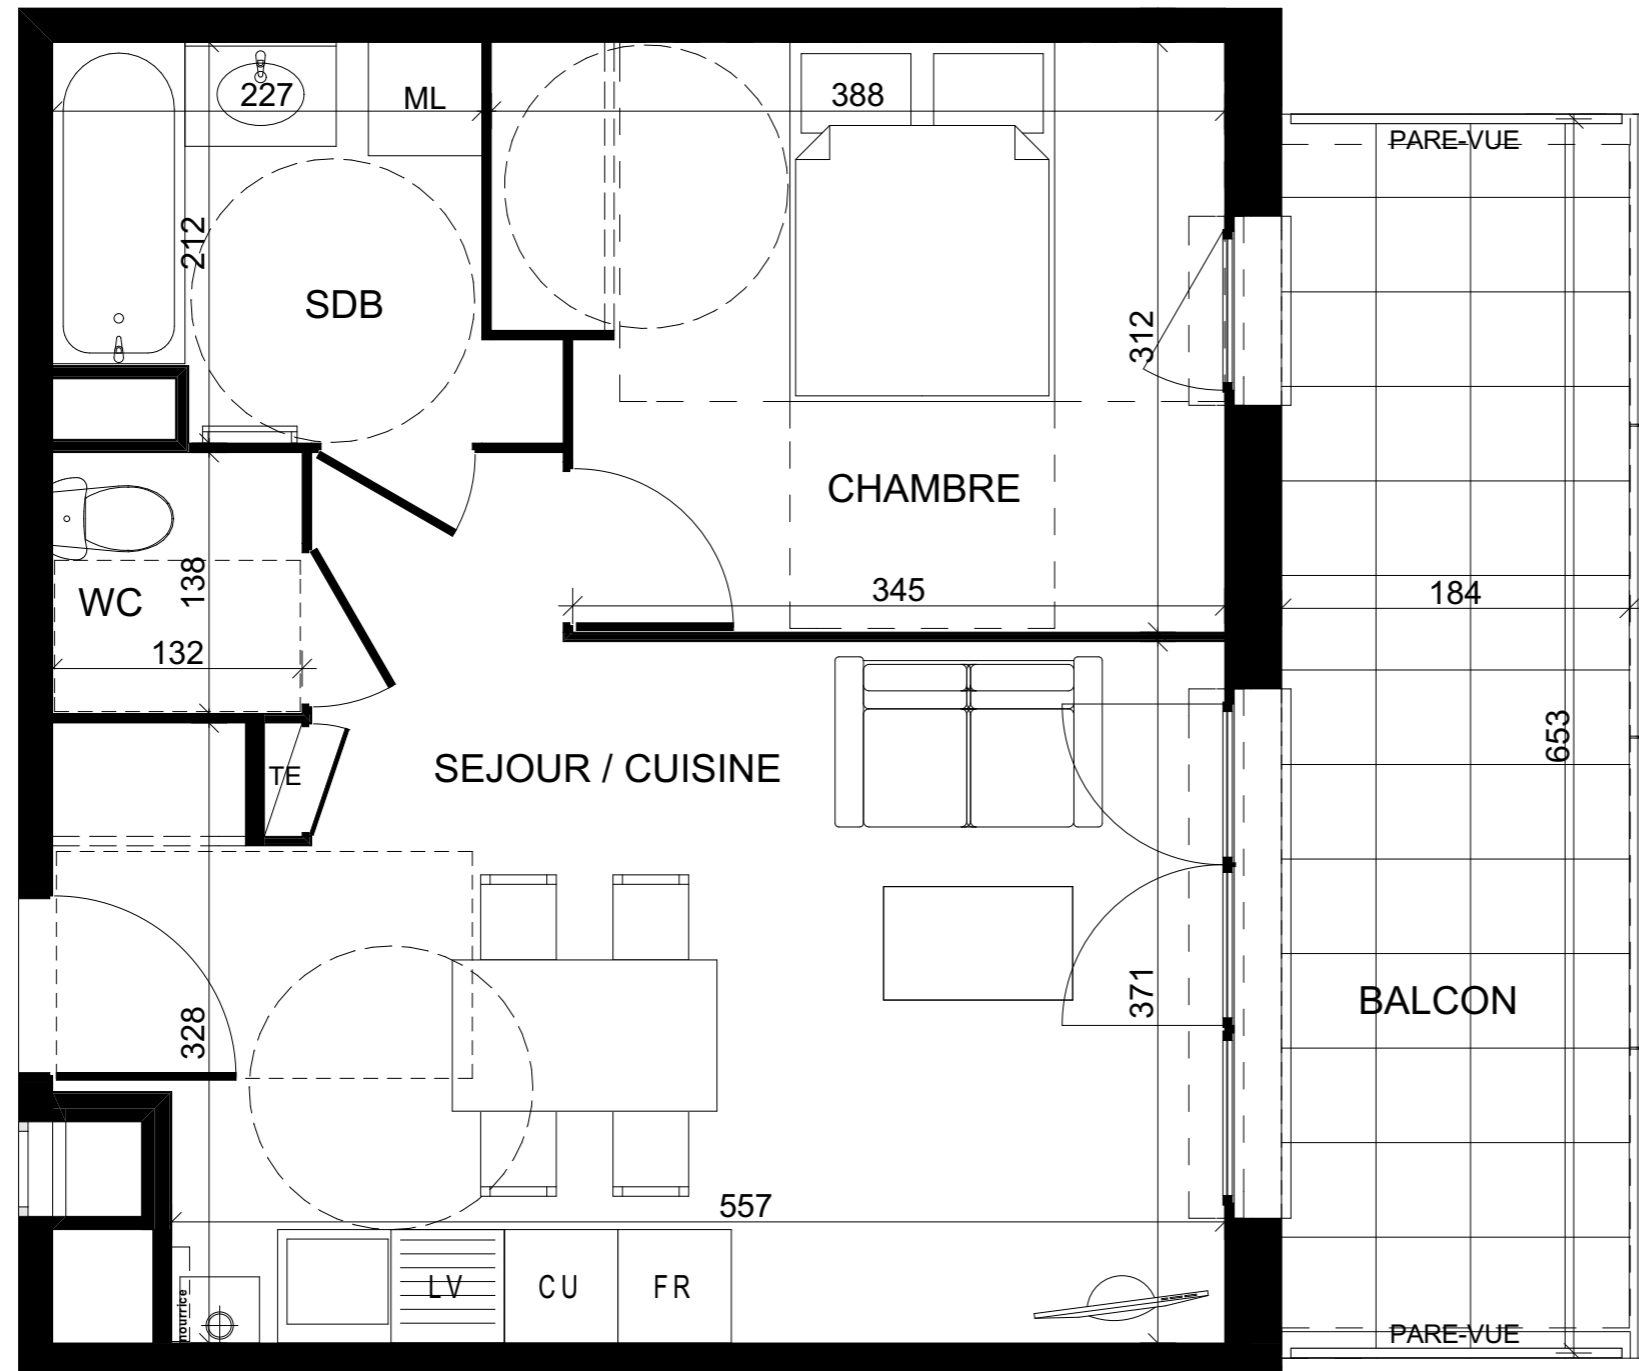 PARE-VUE
227
ML
388
212
SDB
312
CHAMBRE
345
184
WC
138
132
653
TE
SEJOUR / CUISINE
371
BALCON
328
557
nourrice
LV
CU
FR
PARE-VUE